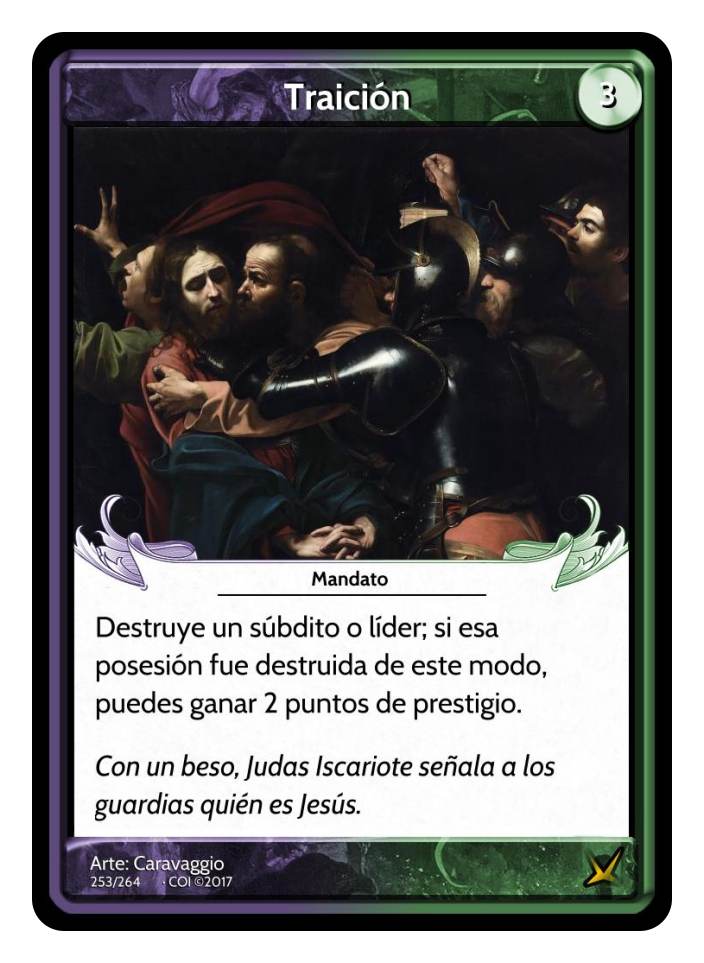 Traición
3
Mandato
Destruye un súbdito o líder; si esa
posesión fue destruida de este modo,
puedes ganar 2 puntos de prestigio.
Con un beso, Judas Iscariote señala a los
guardias quién es Jesús.
Arte: Caravaggio
253/264 · COI ©2017